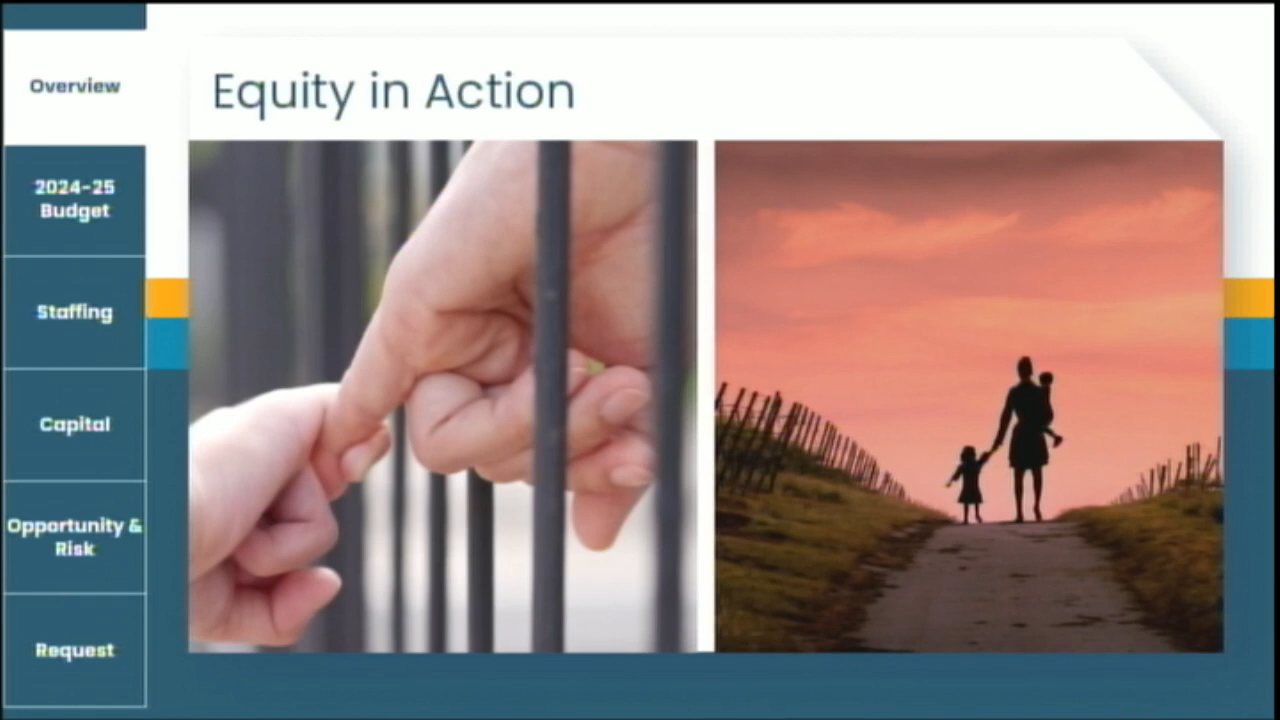 Overview
2024-25
Budget
Staffing
Capital
Opportunity &
Risk
Request
Equity in Action